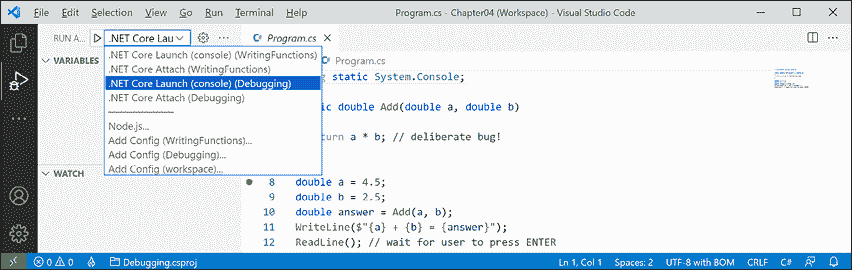 File Edit Selection View Go ··· Program.cs - Chapter04 (Workspace) - Visual Studio Code
RUN A... .NET Core Lau
Program.cs
VARIABLES
WATCH
.NET Core Launch (console) (WritingFunctions)
.NET Core Attach (WritingFunctions)
.NET Core Launch (console) (Debugging)
.NET Core Attach (Debugging)
Node.js...
Add Config (WritingFunctions)...
Add Config (Debugging)...
Add Config (workspace)...
Program.cs
static System.Console;
double Add(double a, double b)
a * b; // deliberate bug!
8 double a = 4.5;
9 double b = 2.5;
10 double answer = Add(a, b);
11 WriteLine($"{a} + {b} = {answer}");
12 ReadLine(); // wait for user to press ENTER
0 0 Debugging.csproj Ln 1, Col 1 Spaces: 2 UTF-8 with BOM CRLF C#